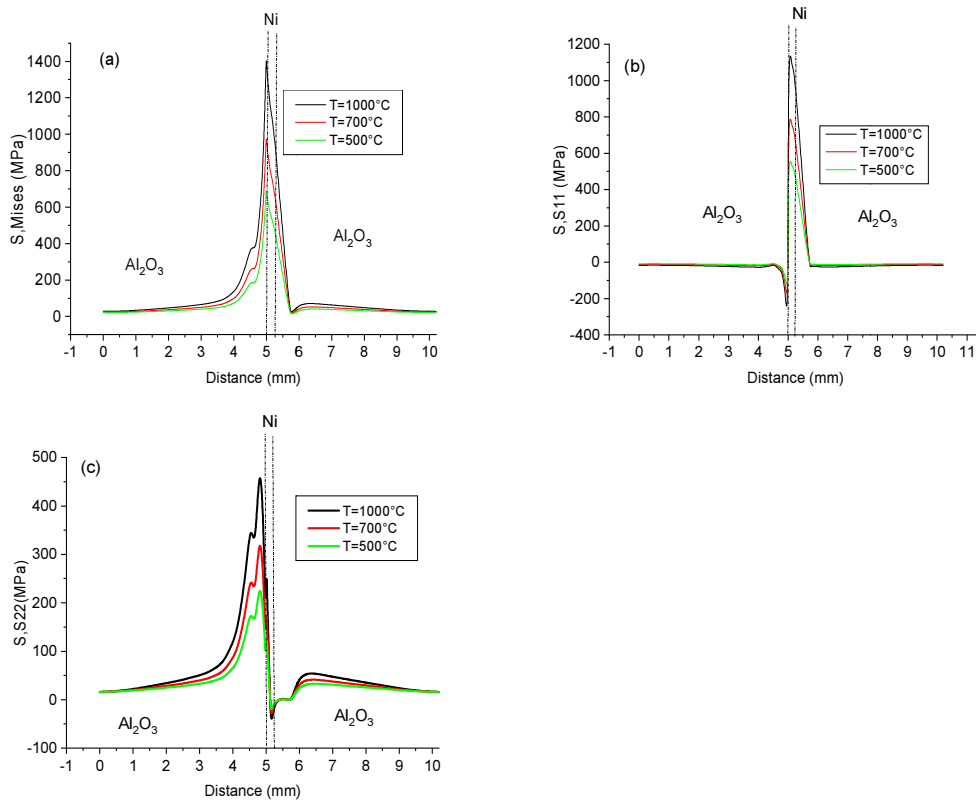 Ni
(a)
1400
1200
1000
800
600
400
200
0
S,Mises (MPa)
T=1000°C
T=700°C
T=500°C
Al2O3
Al2O3
-1 0 1 2 3 4 5 6 7 8 9 10
Distance (mm)
Ni
(b)
1200
1000
800
600
400
200
0
-200
-400
S,S11 (MPa)
T=1000°C
T=700°C
T=500°C
Al2O3
Al2O3
-1 0 1 2 3 4 5 6 7 8 9 10 11
Distance (mm)
Ni
(c)
500
400
300
200
100
0
-100
S,S22(MPa)
T=1000°C
T=700°C
T=500°C
Al2O3
Al2O3
-1 0 1 2 3 4 5 6 7 8 9 10
Distance (mm)